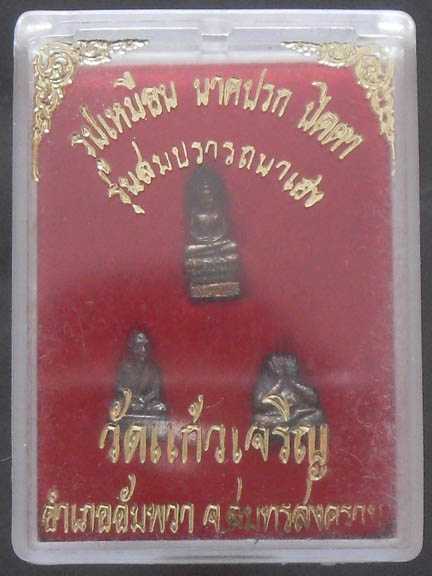 รูปเหมือน นาคปรก ปิดตา
รุ่นสมปรารถนาเฮง
วัดแก้วเจริญ
อำเภออัมพวา จ.สมุทรสงคราม